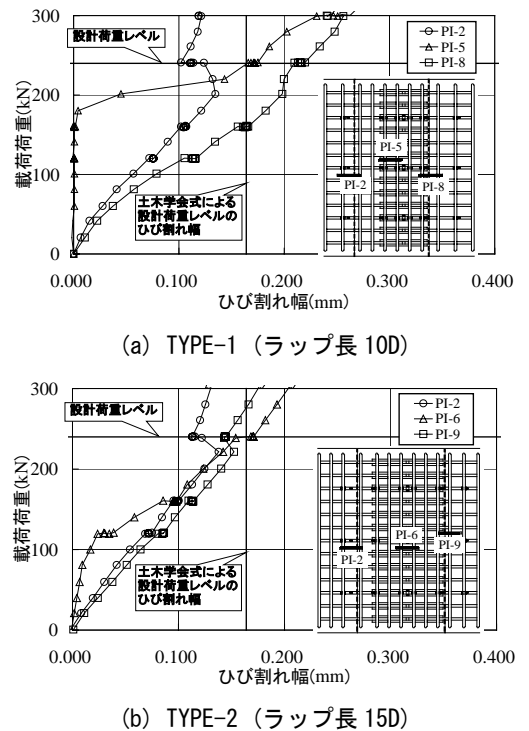 300
200
100
0
載荷荷重(kN)
設計荷重レベル
PI-2
PI-5
PI-8
PI-5
PI-2
PI-8
土木学会式による
設計荷重レベルの
ひび割れ幅
0.000 0.100 0.200 0.300 0.400
ひび割れ幅(mm)
(a) TYPE-1 (ラップ長 10D)
300
200
100
0
載荷荷重(kN)
設計荷重レベル
PI-2
PI-6
PI-9
PI-6
PI-2
PI-9
土木学会式による
設計荷重レベルの
ひび割れ幅
0.000 0.100 0.200 0.300 0.400
ひび割れ幅(mm)
(b) TYPE-2 (ラップ長 15D)